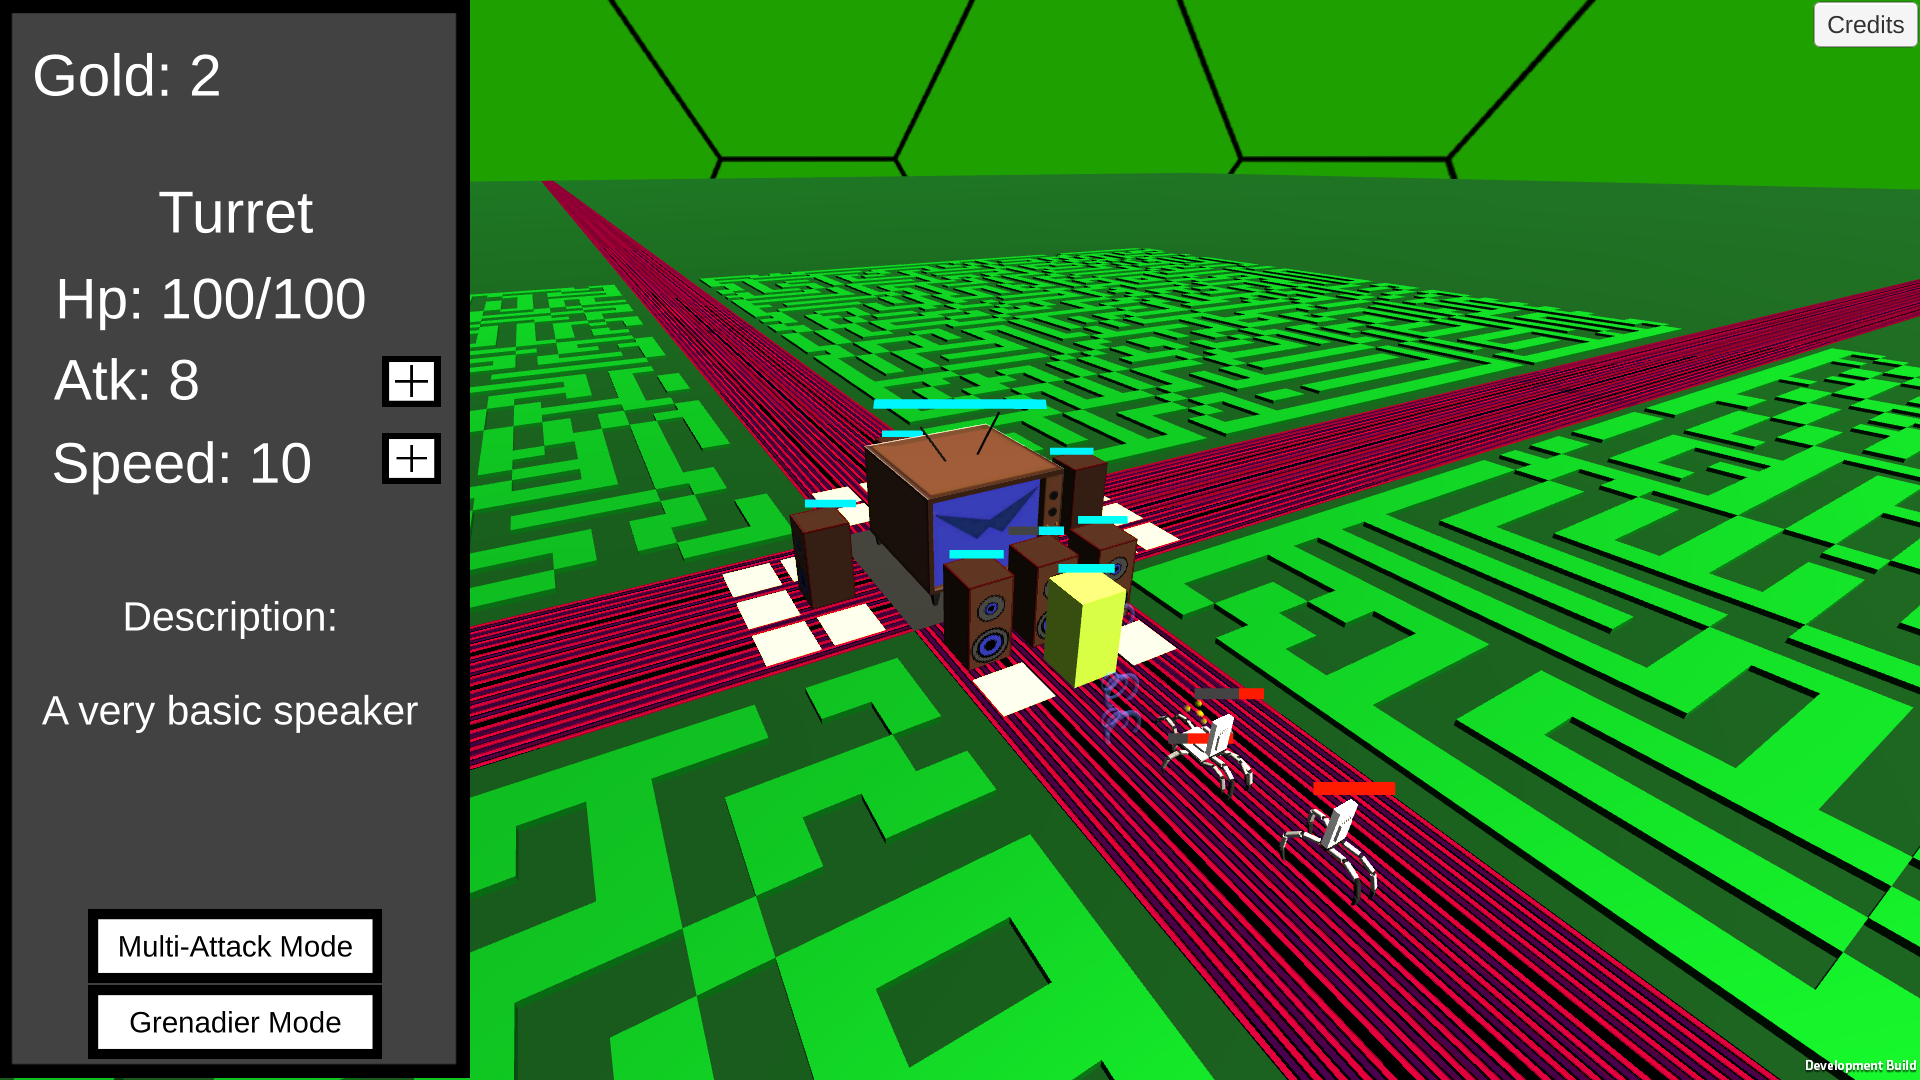 Gold: 2
Credits
Turret
Hp: 100/100
Atk: 8
Speed: 10
Description:
A very basic speaker
Multi-Attack Mode
Grenadier Mode
Development Build